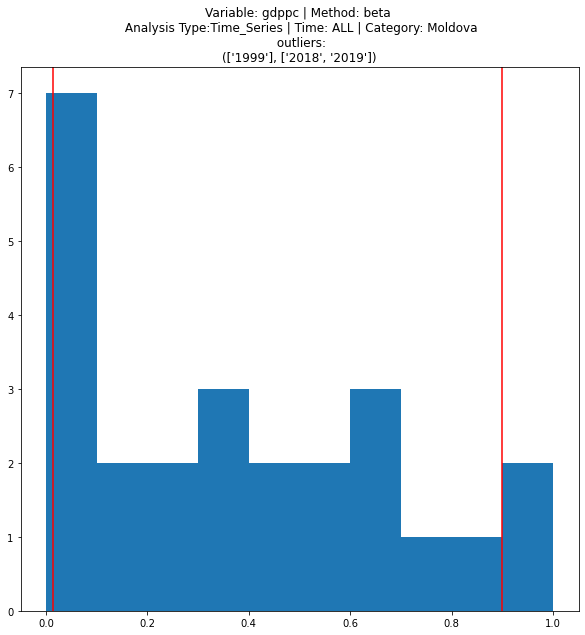 Variable: gdppc | Method: beta
Analysis Type:Time_Series | Time: ALL | Category: Moldova
outliers:
(['1999'], ['2018', '2019'])
7
6
5
4
3
2
1
0
0.0 0.2 0.4 0.6 0.8 1.0